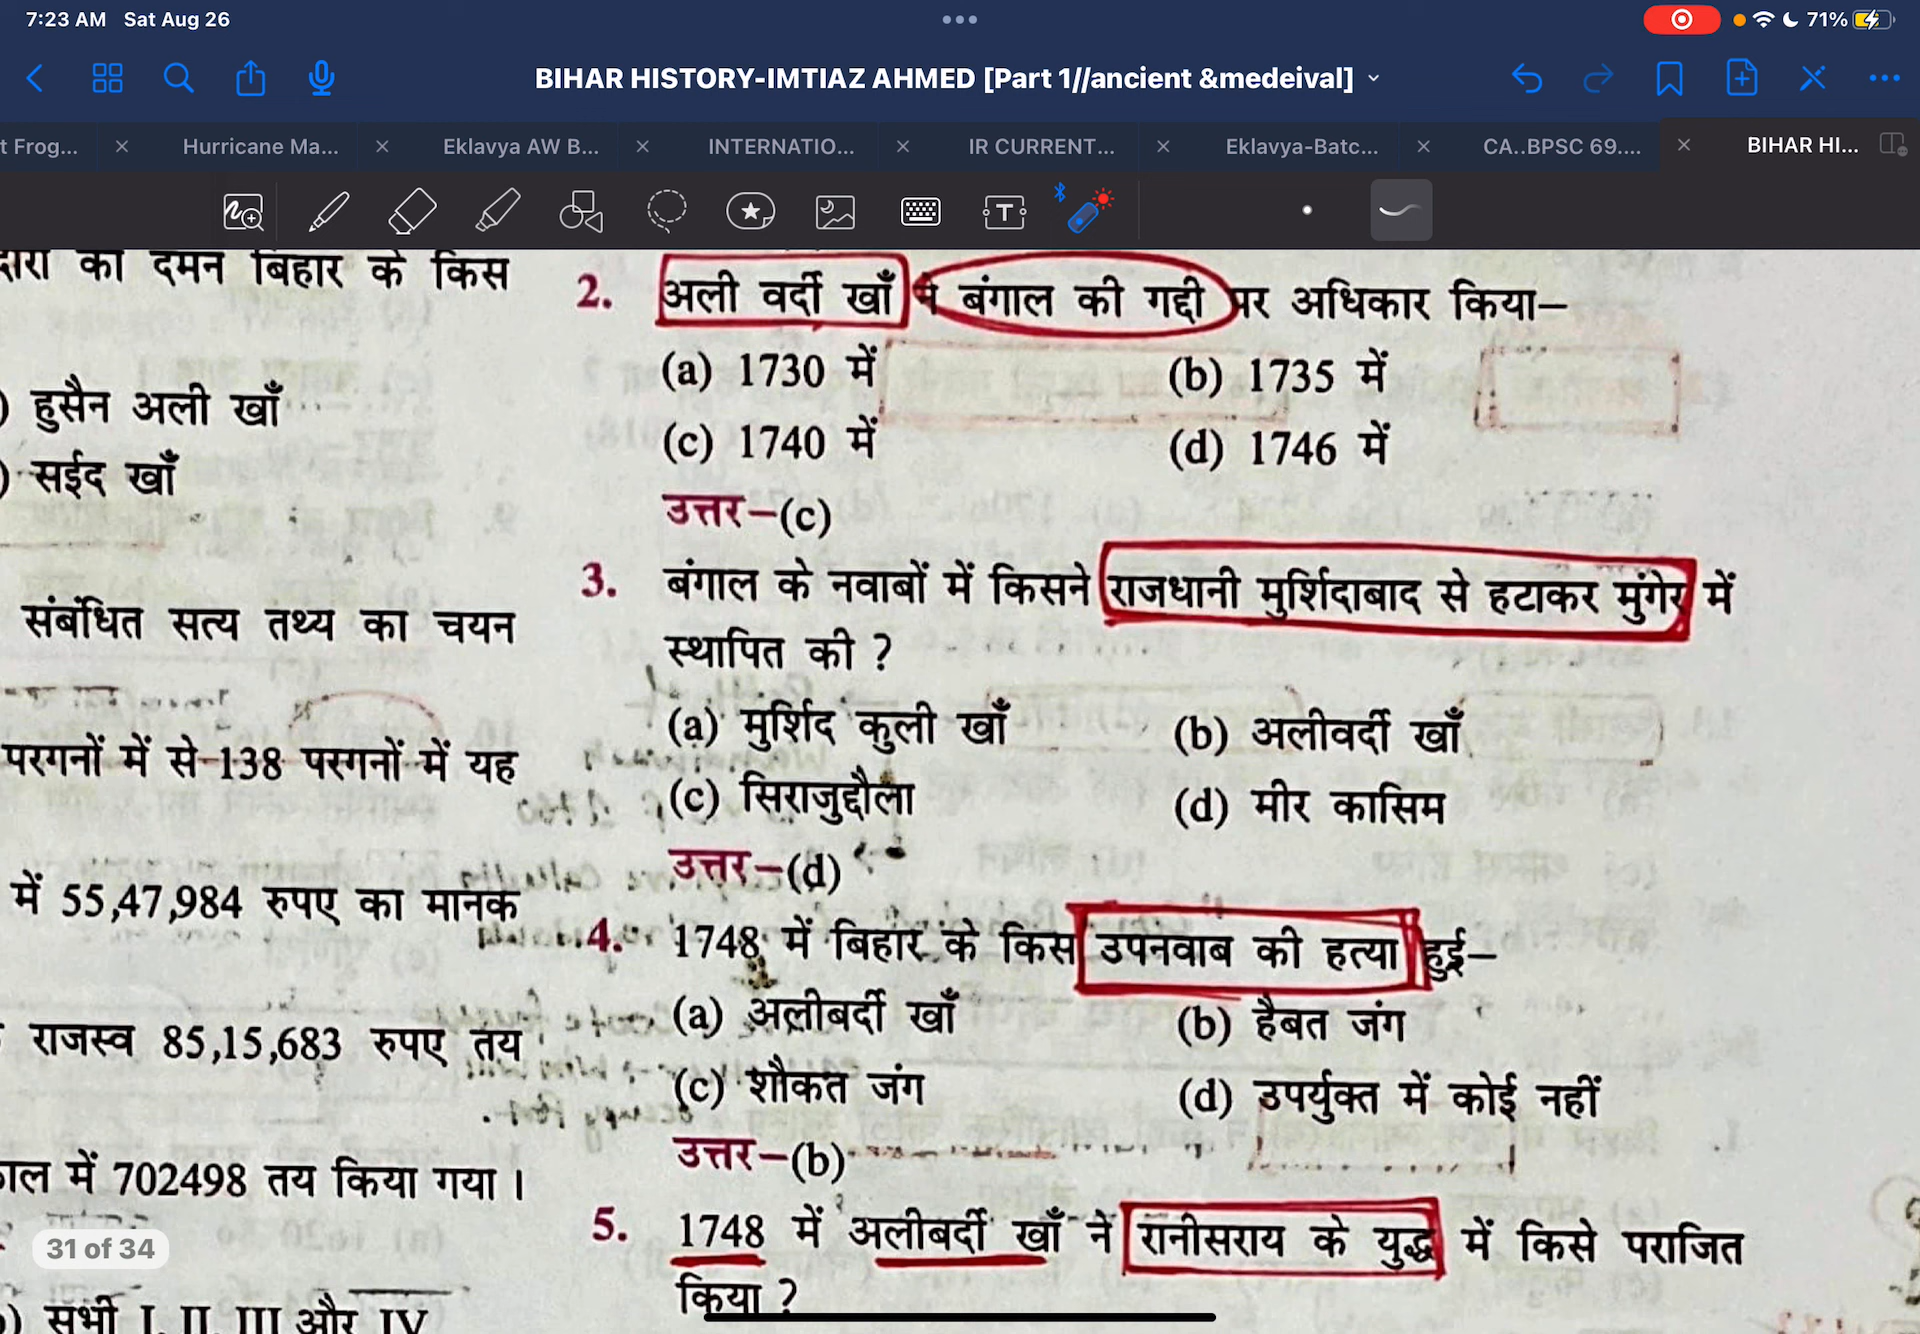 7:23 AM Sat Aug 26
71%
BIHAR HISTORY-IMTIAZ AHMED [Part 1//ancient &medeival]
t Frog...
Hurricane Ma...
Eklavya AW B...
INTERNATIO...
IR CURRENT...
Eklavya-Batc...
CA..BPSC 69....
BIHAR HI...
का दमन बिहार के किस
) हुसैन अली खाँ
) सईद खाँ
संबंधित सत्य तथ्य का चयन
परगनों में से 138 परगनों में यह
में 55,47,984 रुपए का मानक
राजस्व 85,15,683 रुपए तय
में 702498 तय किया गया।
) सभी I, II, III और IV
31 of 34
2. अली वर्दी खाँ ने बंगाल की गद्दी पर अधिकार किया–
(a) 1730 में (b) 1735 में
(c) 1740 में (d) 1746 में
उत्तर–(c)
3. बंगाल के नवाबों में किसने राजधानी मुर्शिदाबाद से हटाकर मुंगेर में
स्थापित की ?
(a) मुर्शिद कुली खाँ (b) अलीवर्दी खाँ
(c) सिराजुद्दौला (d) मीर कासिम
उत्तर–(d)
4. 1748 में बिहार के किस उपनवाब की हत्या हुई–
(a) अलीबर्दी खाँ (b) हैबत जंग
(c) शौकत जंग (d) उपर्युक्त में कोई नहीं
उत्तर–(b)
5. 1748 में अलीबर्दी खाँ ने रानीसराय के युद्ध में किसे पराजित
किया ?